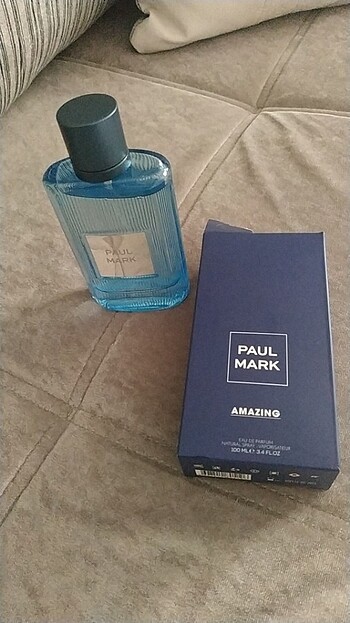 PAUL
MARK
PAUL
MARK
AMAZING
EAU DE PARFUM
NATURAL SPRAY · VAPORISATEUR
100 ML ℮ 3.4 FL.OZ